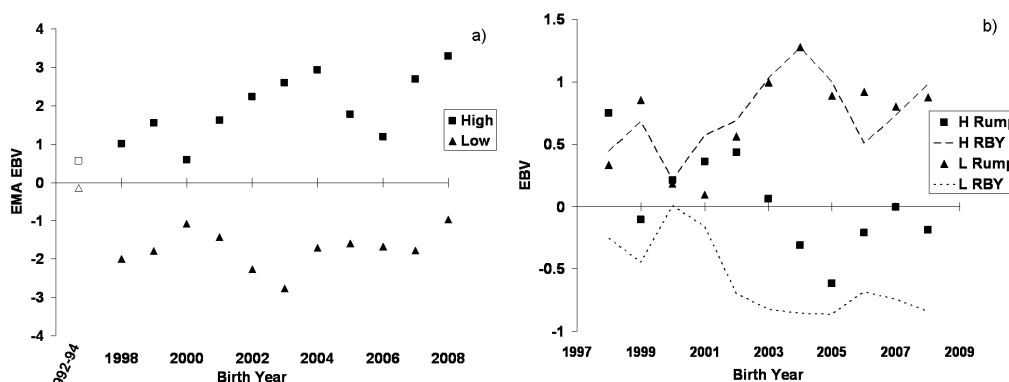 a)
4
3
2
1
0
-1
-2
-3
-4
EMA EBV
High
Low
1998
2000
2002
2004
2006
2008
Birth Year
b)
1.5
1
0.5
0
-0.5
-1
EBV
H Rump
H RBY
L Rump
L RBY
1997
1999
2001
2003
2005
2007
2009
Birth Year